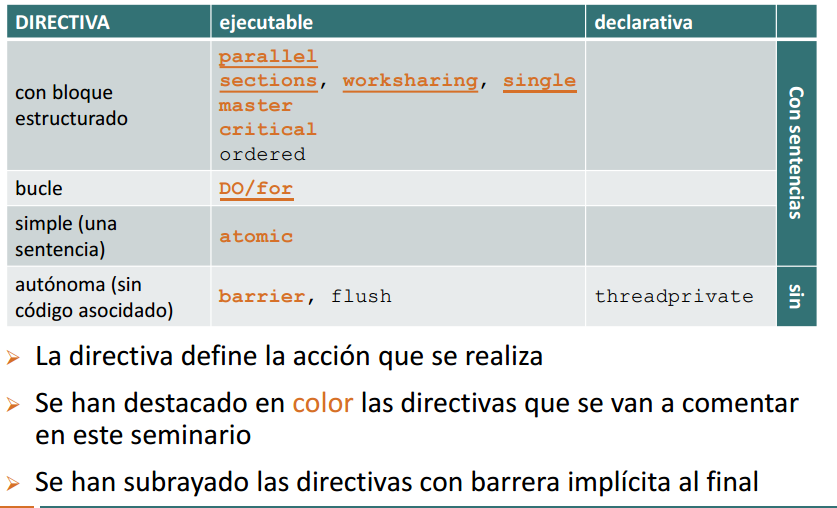 DIRECTIVA ejecutable declarativa
con bloque estructurado
parallel
sections, worksharing, single
master
critical
ordered
bucle DO/for
simple (una sentencia) atomic
autónoma (sin código asocidado) barrier, flush threadprivate
Con sentencias
sin
➢ La directiva define la acción que se realiza
➢ Se han destacado en color las directivas que se van a comentar
en este seminario
➢ Se han subrayado las directivas con barrera implícita al final